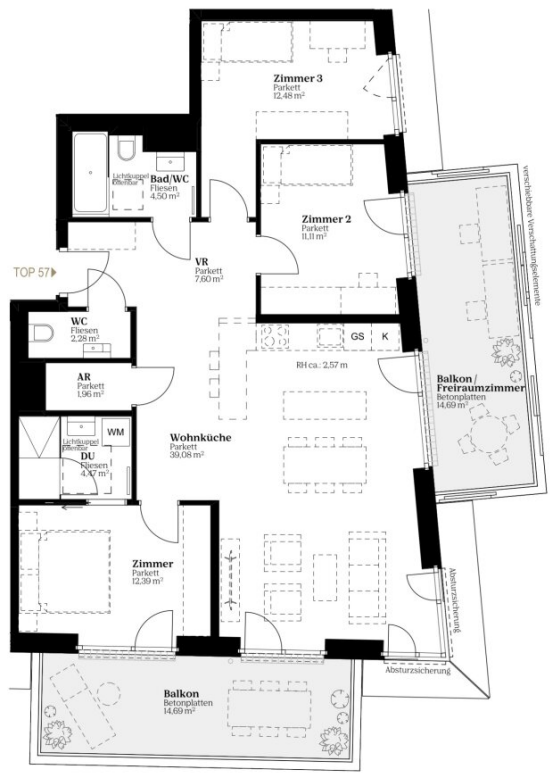 Zimmer 3
Parkett
12,48 m²
Lichtkuppel
öffenbar
Bad/WC
Fliesen
4,50 m²
Zimmer 2
Parkett
11,11 m²
verschiebbare Verschattungselemente
VR
Parkett
7,60 m²
TOP 57
WC
Fliesen
2,28 m²
GS
K
RH ca.: 2,57 m
AR
Parkett
1,96 m²
Balkon/
Freiraumzimmer
Betonplatten
14,69 m²
Wohnküche
Parkett
39,08 m²
WM
Lichtkuppel
öffenbar
DU
Fliesen
4,47 m²
Zimmer
Parkett
12,39 m²
Absturzsicherung
Absturzsicherung
Balkon
Betonplatten
14,69 m²